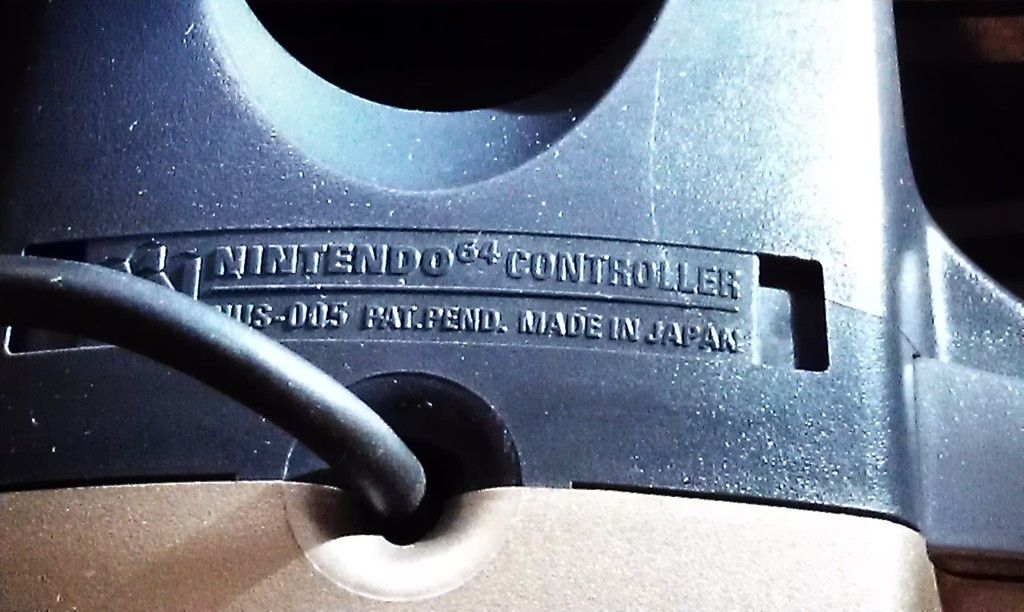 NINTENDO64 CONTROLLER
NUS-005 PAT.PEND. MADE IN JAPAN